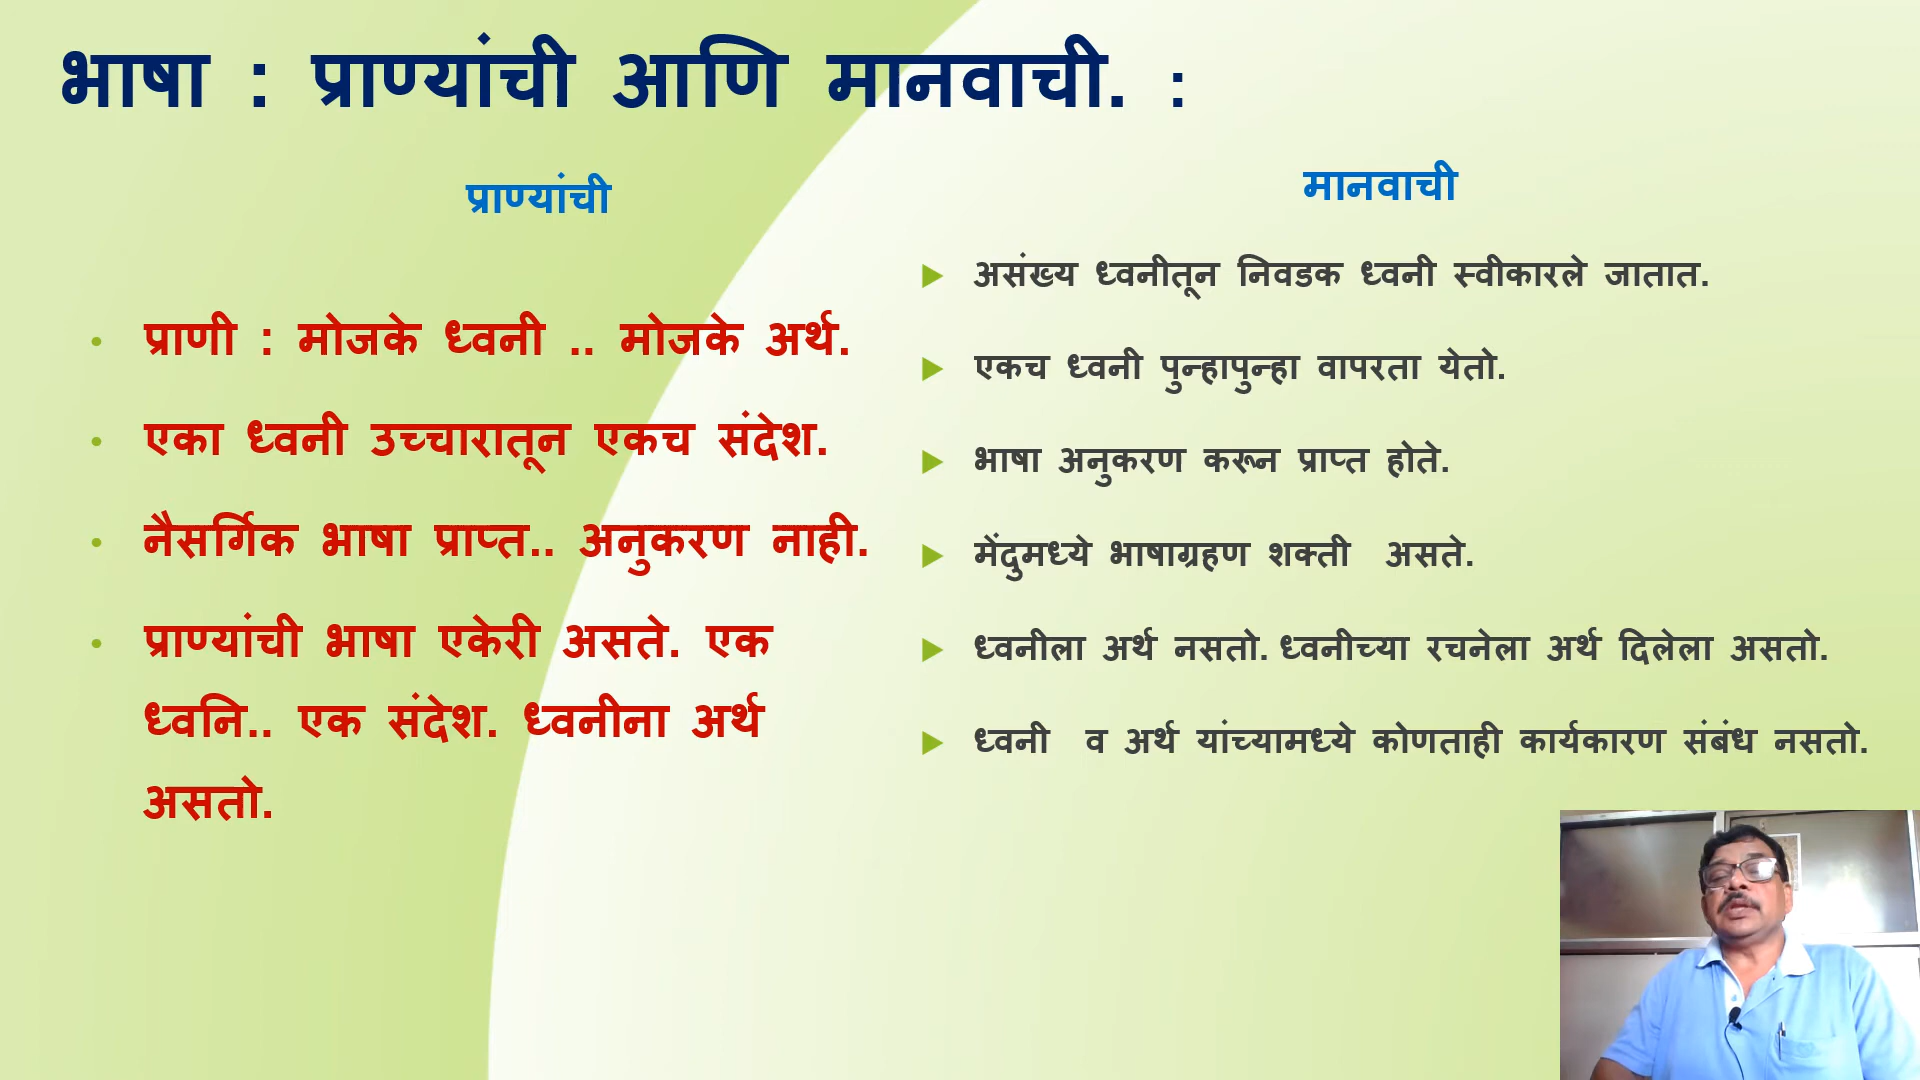 भाषा : प्राण्यांची आणि मानवाची. :
प्राण्यांची
प्राणी : मोजके ध्वनी .. मोजके अर्थ.
एका ध्वनी उच्चारातून एकच संदेश.
नैसर्गिक भाषा प्राप्त.. अनुकरण नाही.
प्राण्यांची भाषा एकेरी असते. एक
ध्वनि.. एक संदेश. ध्वनीना अर्थ
असतो.
मानवाची
असंख्य ध्वनीतून निवडक ध्वनी स्वीकारले जातात.
एकच ध्वनी पुन्हापुन्हा वापरता येतो.
भाषा अनुकरण करून प्राप्त होते.
मेंदुमध्ये भाषाग्रहण शक्ती असते.
ध्वनीला अर्थ नसतो. ध्वनीच्या रचनेला अर्थ दिलेला असतो.
ध्वनी व अर्थ यांच्यामध्ये कोणताही कार्यकारण संबंध नसतो.